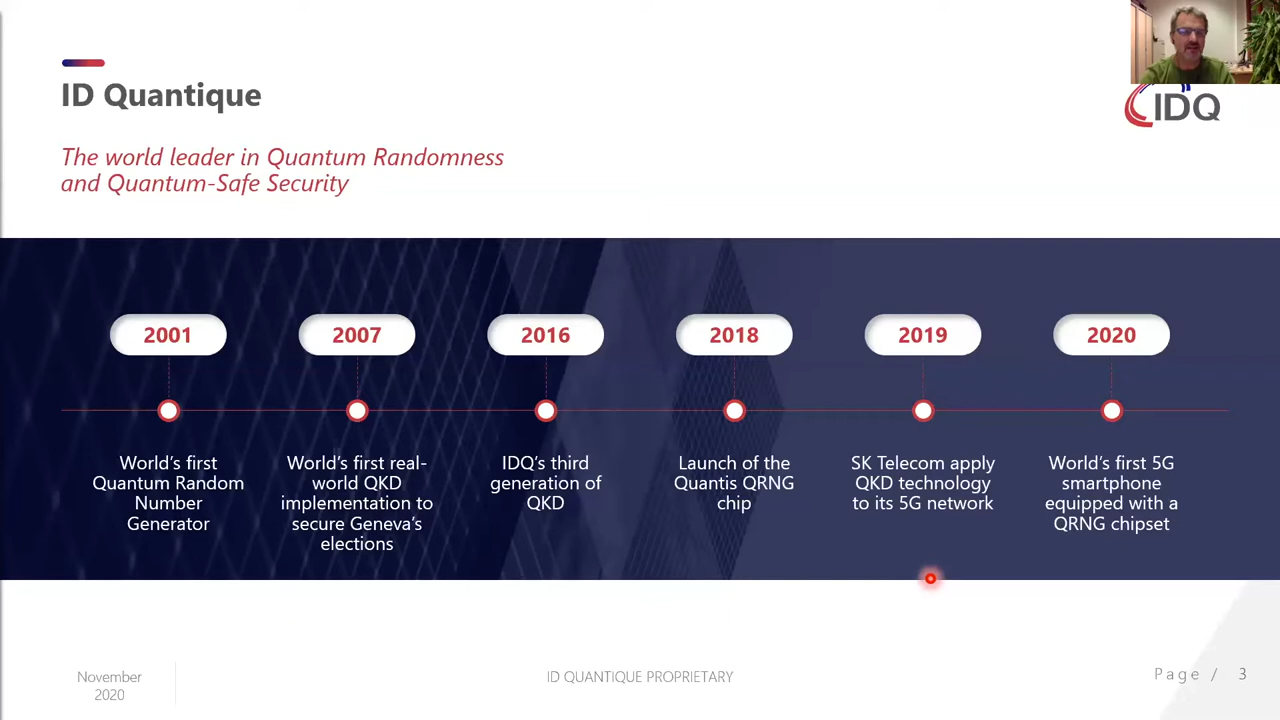 ID Quantique
IDQ
The world leader in Quantum Randomness
and Quantum-Safe Security
2001
2007
2016
2018
2019
2020
World's first
Quantum Random
Number
Generator
World's first real-
world QKD
implementation to
secure Geneva's
elections
IDQ's third
generation of
QKD
Launch of the
Quantis QRNG
chip
SK Telecom apply
QKD technology
to its 5G network
World's first 5G
smartphone
equipped with a
QRNG chipset
November
2020
ID QUANTIQUE PROPRIETARY
Page / 3